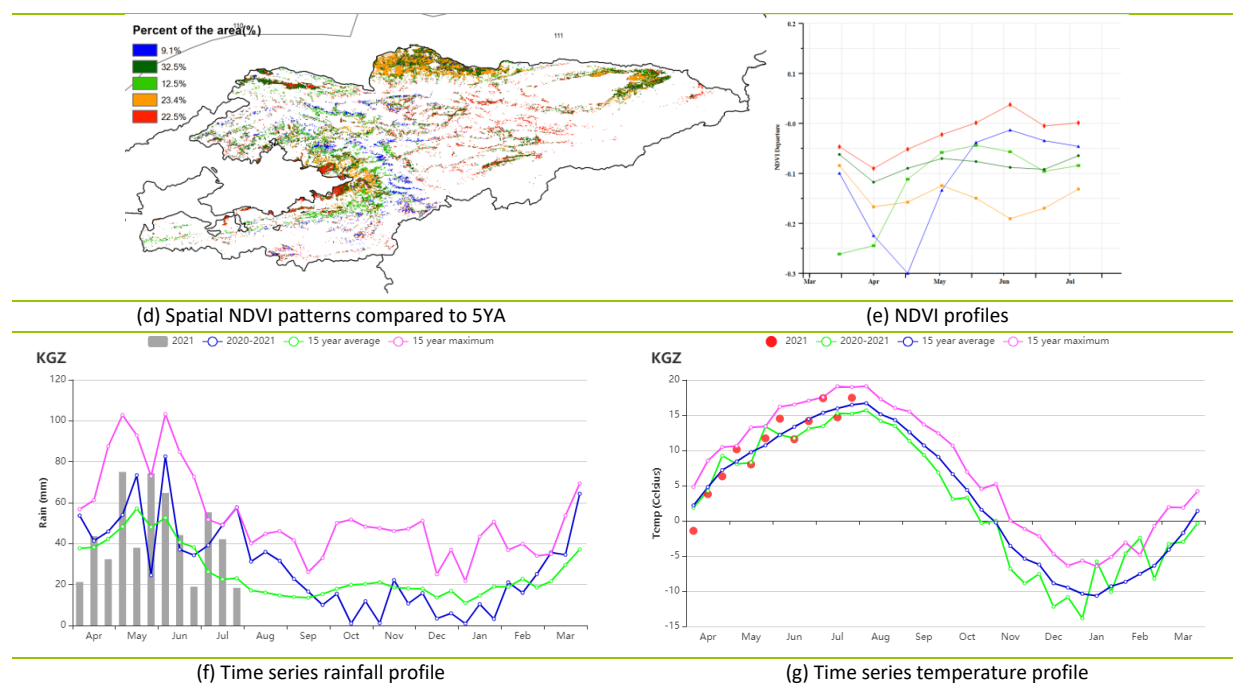 Percent of the area(%)
110
111
9.1%
32.5%
12.5%
23.4%
22.5%
0.2
0.1
-0.0
-0.1
-0.2
-0.3
NDVI Departure
Mar Apr May Jun Jul
(d) Spatial NDVI patterns compared to 5YA
(e) NDVI profiles
2021 2020-2021 15 year average 15 year maximum
KGZ
Rain (mm)
120
100
80
60
40
20
0
Apr May Jun Jul Aug Sep Oct Nov Dec Jan Feb Mar
(f) Time series rainfall profile
2021 2020-2021 15 year average 15 year maximum
KGZ
Temp (Celsius)
20
15
10
5
0
-5
-10
-15
Apr May Jun Jul Aug Sep Oct Nov Dec Jan Feb Mar
(g) Time series temperature profile